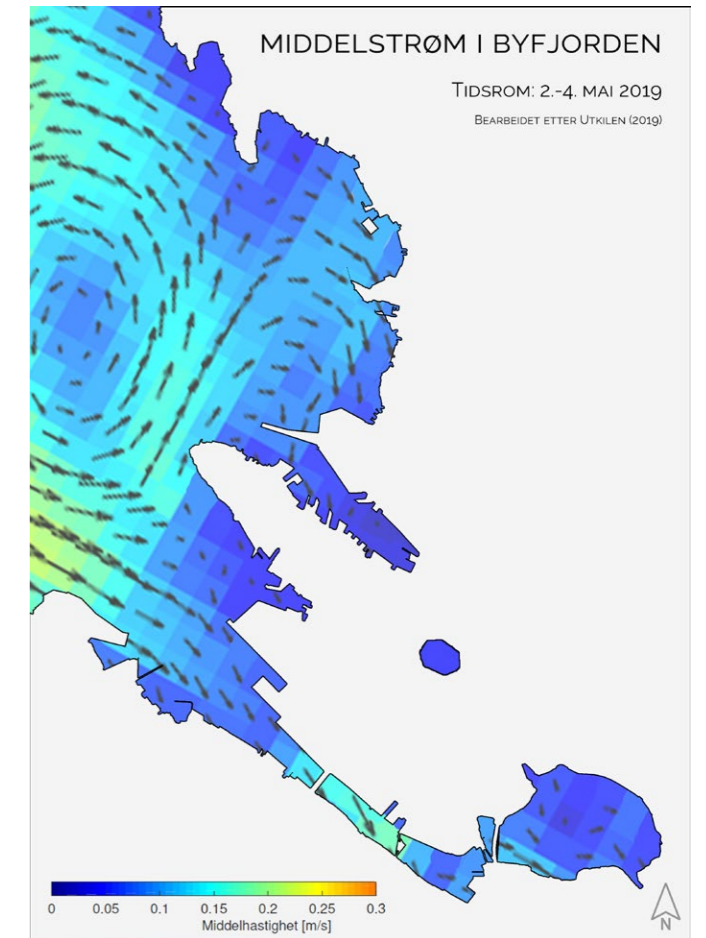 MIDDELSTRØM I BYFJORDEN
TIDSROM: 2.-4. MAI 2019
BEARBEIDET ETTER UTKILEN (2019)
0 0.05 0.1 0.15 0.2 0.25 0.3
Middelhastighet [m/s]
N